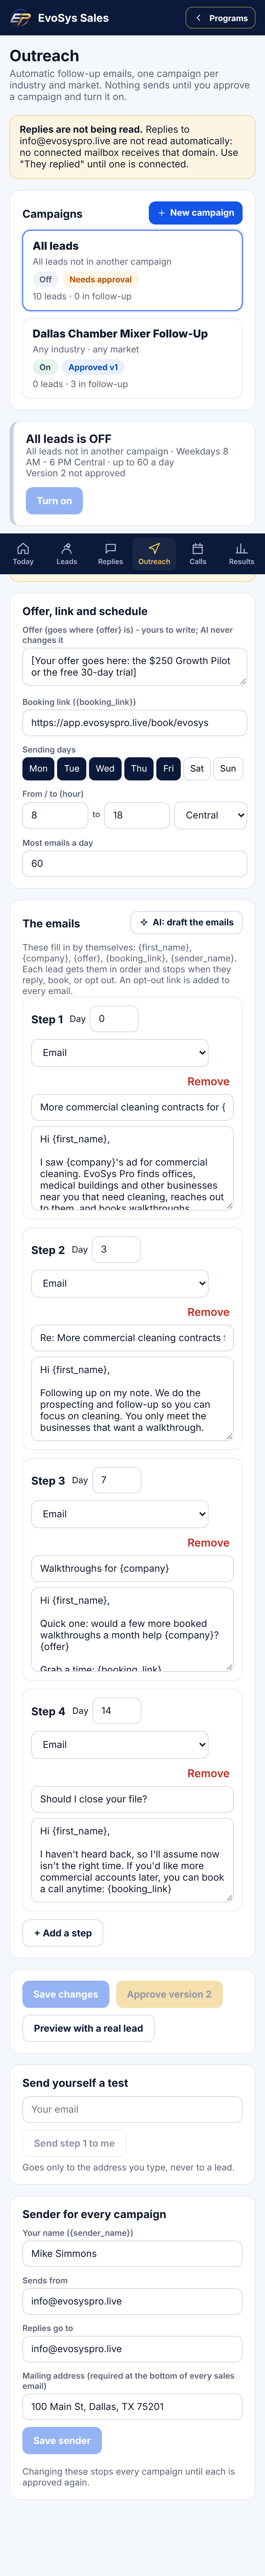 EvoSys Sales
Programs
Outreach
Automatic follow-up emails, one campaign per
industry and market. Nothing sends until you approve
a campaign and turn it on.
Replies are not being read. Replies to
info@evosyspro.live are not read automatically:
no connected mailbox receives that domain. Use
"They replied" until one is connected.
Campaigns
+ New campaign
All leads
All leads not in another campaign
Off
Needs approval
10 leads · 0 in follow-up
Dallas Chamber Mixer Follow-Up
Any industry · any market
On
Approved v1
0 leads · 3 in follow-up
All leads is OFF
All leads not in another campaign · Weekdays 8
AM - 6 PM Central · up to 60 a day
Version 2 not approved
Turn on
Today
Leads
Replies
Outreach
Calls
Results
Offer, link and schedule
Offer (goes where {offer} is) - yours to write; AI never
changes it
[Your offer goes here: the $250 Growth Pilot
or the free 30-day trial]
Booking link ({booking_link})
https://app.evosyspro.live/book/evosys
Sending days
Mon
Tue
Wed
Thu
Fri
Sat
Sun
From / to (hour)
8
to
18
Central
Most emails a day
60
The emails
AI: draft the emails
These fill in by themselves: {first_name},
{company}, {offer}, {booking_link}, {sender_name}.
Each lead gets them in order and stops when they
reply, book, or opt out. An opt-out link is added to
every email.
Step 1
Day
0
Email
Remove
More commercial cleaning contracts for {
Hi {first_name},
I saw {company}'s ad for commercial
cleaning. EvoSys Pro finds offices,
medical buildings and other businesses
near you that need cleaning, reaches out
to them, and books walkthroughs
Step 2
Day
3
Email
Remove
Re: More commercial cleaning contracts f
Hi {first_name},
Following up on my note. We do the
prospecting and follow-up so you can
focus on cleaning. You only meet the
businesses that want a walkthrough.
Step 3
Day
7
Email
Remove
Walkthroughs for {company}
Hi {first_name},
Quick one: would a few more booked
walkthroughs a month help {company}?
{offer}
Grab a time: {booking_link}
Step 4
Day
14
Email
Remove
Should I close your file?
Hi {first_name},
I haven't heard back, so I'll assume now
isn't the right time. If you'd like more
commercial accounts later, you can book
a call anytime: {booking_link}
+ Add a step
Save changes
Approve version 2
Preview with a real lead
Send yourself a test
Your email
Send step 1 to me
Goes only to the address you type, never to a lead.
Sender for every campaign
Your name ({sender_name})
Mike Simmons
Sends from
info@evosyspro.live
Replies go to
info@evosyspro.live
Mailing address (required at the bottom of every sales
email)
100 Main St, Dallas, TX 75201
Save sender
Changing these stops every campaign until each is
approved again.